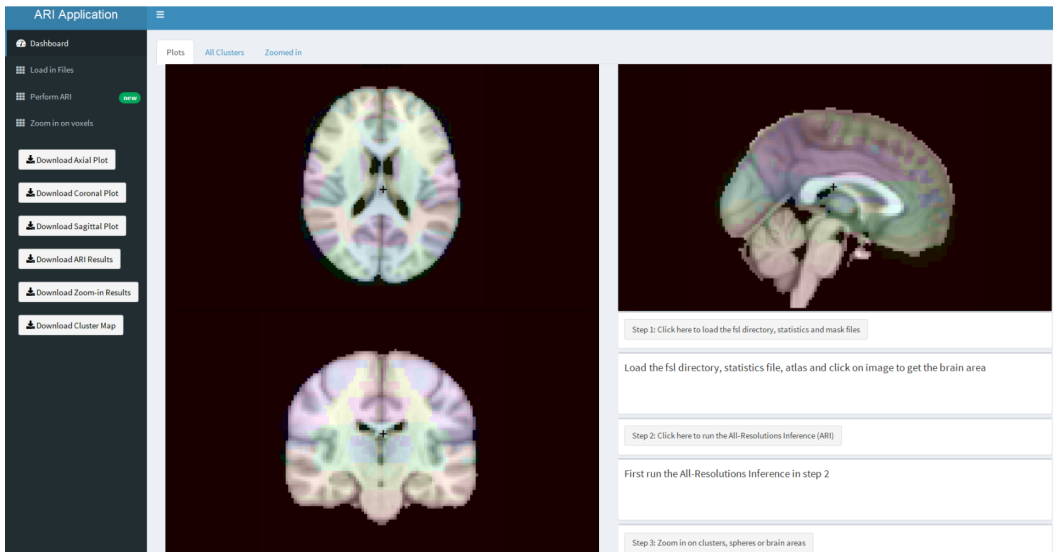 ARI Application
Dashboard
Load in Files
Perform ARI new
Zoom in on voxels
Download Axial Plot
Download Coronal Plot
Download Sagittal Plot
Download ARI Results
Download Zoom-in Results
Download Cluster Map
Plots All Clusters Zoomed in
Step 1: Click here to load the fsl directory, statistics and mask files
Load the fsl directory, statistics file, atlas and click on image to get the brain area
Step 2: Click here to run the All-Resolutions Inference (ARI)
First run the All-Resolutions Inference in step 2
Step 3: Zoom in on clusters, spheres or brain areas